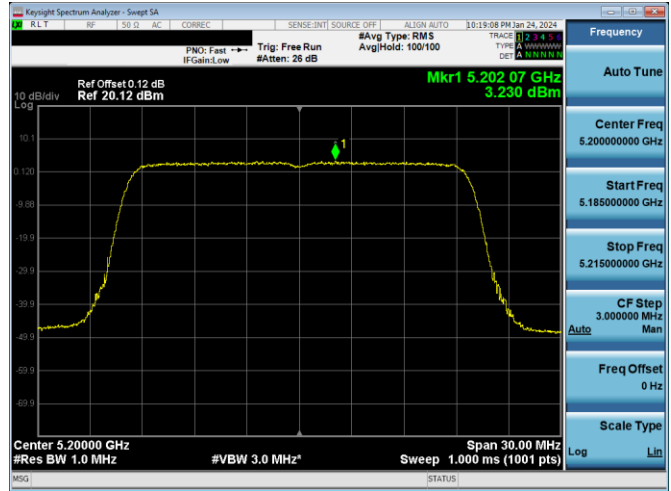 Keysight Spectrum Analyzer - Swept SA
LXI RLT RF 50 Ω AC CORREC SENSE:INT SOURCE OFF ALIGN AUTO 10:19:08 PM Jan 24, 2024
PNO: Fast
IFGain:Low
Trig: Free Run
#Atten: 26 dB
#Avg Type: RMS
Avg|Hold: 100/100
TRACE 1 2 3 4 5 6
TYPE A WWWWW
DET A N N N N N
Mkr1 5.202 07 GHz
3.230 dBm
10 dB/div
Log
Ref Offset 0.12 dB
Ref 20.12 dBm
10.1
0.120
-9.88
-19.9
-29.9
-39.9
-49.9
-59.9
-69.9
1
Center 5.20000 GHz
#Res BW 1.0 MHz
#VBW 3.0 MHz*
Span 30.00 MHz
Sweep 1.000 ms (1001 pts)
MSG
STATUS
Frequency
Auto Tune
Center Freq
5.200000000 GHz
Start Freq
5.185000000 GHz
Stop Freq
5.215000000 GHz
CF Step
3.000000 MHz
Auto Man
Freq Offset
0 Hz
Scale Type
Log Lin